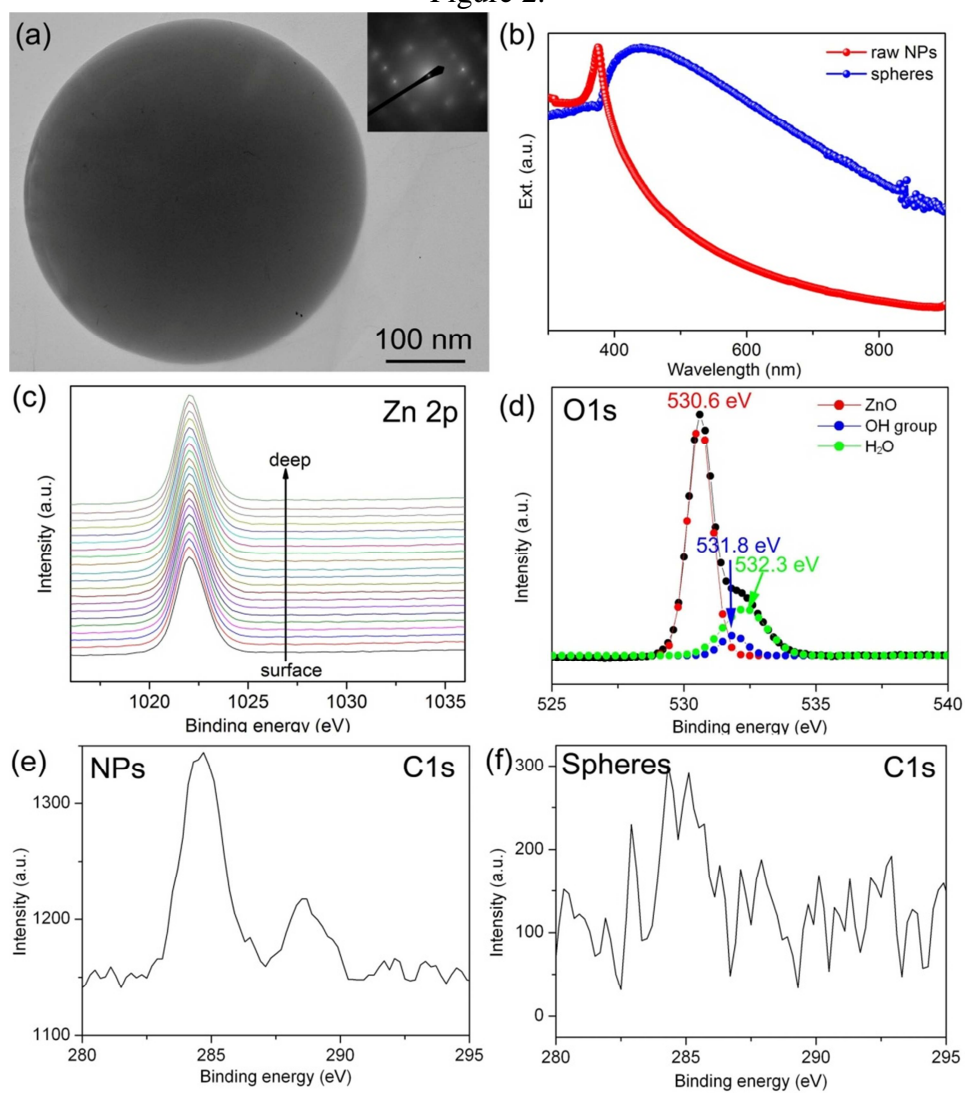 Figure 2.
(a)
100 nm
(b)
raw NPs
spheres
Ext. (a.u.)
400 600 800
Wavelength (nm)
(c)
Zn 2p
deep
surface
Intensity (a.u.)
1020 1025 1030 1035
Binding energy (eV)
(d)
O1s
530.6 eV
ZnO
OH group
H₂O
531.8 eV
532.3 eV
Intensity (a.u.)
525 530 535 540
Binding energy (eV)
(e)
NPs
C1s
1300
1200
1100
Intensity (a.u.)
280 285 290 295
Binding energy (eV)
(f)
Spheres
C1s
300
200
100
0
Intensity (a.u.)
280 285 290 295
Binding energy (eV)